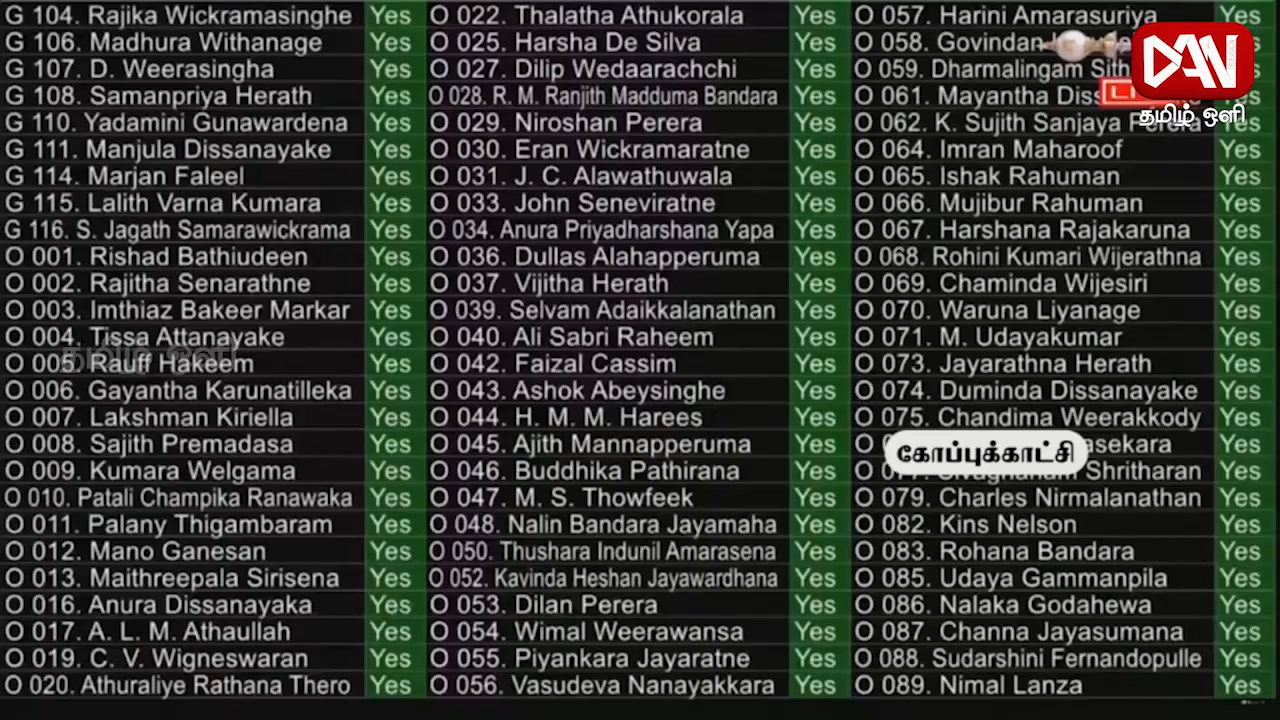 G 104. Rajika Wickramasinghe Yes
G 106. Madhura Withanage Yes
G 107. D. Weerasingha Yes
G 108. Samanpriya Herath Yes
G 110. Yadamini Gunawardena Yes
G 111. Manjula Dissanayake Yes
G 114. Marjan Faleel Yes
G 115. Lalith Varna Kumara Yes
G 116. S. Jagath Samarawickrama Yes
O 001. Rishad Bathiudeen Yes
O 002. Rajitha Senarathne Yes
O 003. Imthiaz Bakeer Markar Yes
O 004. Tissa Attanayake Yes
O 005. Rauff Hakeem Yes
O 006. Gayantha Karunatilleka Yes
O 007. Lakshman Kiriella Yes
O 008. Sajith Premadasa Yes
O 009. Kumara Welgama Yes
O 010. Patali Champika Ranawaka Yes
O 011. Palany Thigambaram Yes
O 012. Mano Ganesan Yes
O 013. Maithreepala Sirisena Yes
O 016. Anura Dissanayaka Yes
O 017. A. L. M. Athaullah Yes
O 019. C. V. Wigneswaran Yes
O 020. Athuraliye Rathana Thero Yes
O 022. Thalatha Athukorala Yes
O 025. Harsha De Silva Yes
O 027. Dilip Wedaarachchi Yes
O 028. R. M. Ranjith Madduma Bandara Yes
O 029. Niroshan Perera Yes
O 030. Eran Wickramaratne Yes
O 031. J. C. Alawathuwala Yes
O 033. John Seneviratne Yes
O 034. Anura Priyadharshana Yapa Yes
O 036. Dullas Alahapperuma Yes
O 037. Vijitha Herath Yes
O 039. Selvam Adaikkalanathan Yes
O 040. Ali Sabri Raheem Yes
O 042. Faizal Cassim Yes
O 043. Ashok Abeysinghe Yes
O 044. H. M. M. Harees Yes
O 045. Ajith Mannapperuma Yes
O 046. Buddhika Pathirana Yes
O 047. M. S. Thowfeek Yes
O 048. Nalin Bandara Jayamaha Yes
O 050. Thushara Indunil Amarasena Yes
O 052. Kavinda Heshan Jayawardhana Yes
O 053. Dilan Perera Yes
O 054. Wimal Weerawansa Yes
O 055. Piyankara Jayaratne Yes
O 056. Vasudeva Nanayakkara Yes
O 057. Harini Amarasuriya
O 058. Govindan
O 059. Dharmalingam
O 061. Mayantha Yes
O 062. K. Sujith Sanjaya Perera Yes
O 064. Imran Maharoof Yes
O 065. Ishak Rahuman Yes
O 066. Mujibur Rahuman Yes
O 067. Harshana Rajakaruna Yes
O 068. Rohini Kumari Wijerathna Yes
O 069. Chaminda Wijesiri Yes
O 070. Waruna Liyanage Yes
O 071. M. Udayakumar Yes
O 073. Jayarathna Herath Yes
O 074. Duminda Dissanayake Yes
O 075. Chandima Weerakkody Yes
O Yes
O Shritharan Yes
O 079. Charles Nirmalanathan Yes
O 082. Kins Nelson Yes
O 083. Rohana Bandara Yes
O 085. Udaya Gammanpila Yes
O 086. Nalaka Godahewa Yes
O 087. Channa Jayasumana Yes
O 088. Sudarshini Fernandopulle Yes
O 089. Nimal Lanza Yes
DAN
தமிழ் ஒளி
கோப்புக்காட்சி
தமிழ் ஒளி